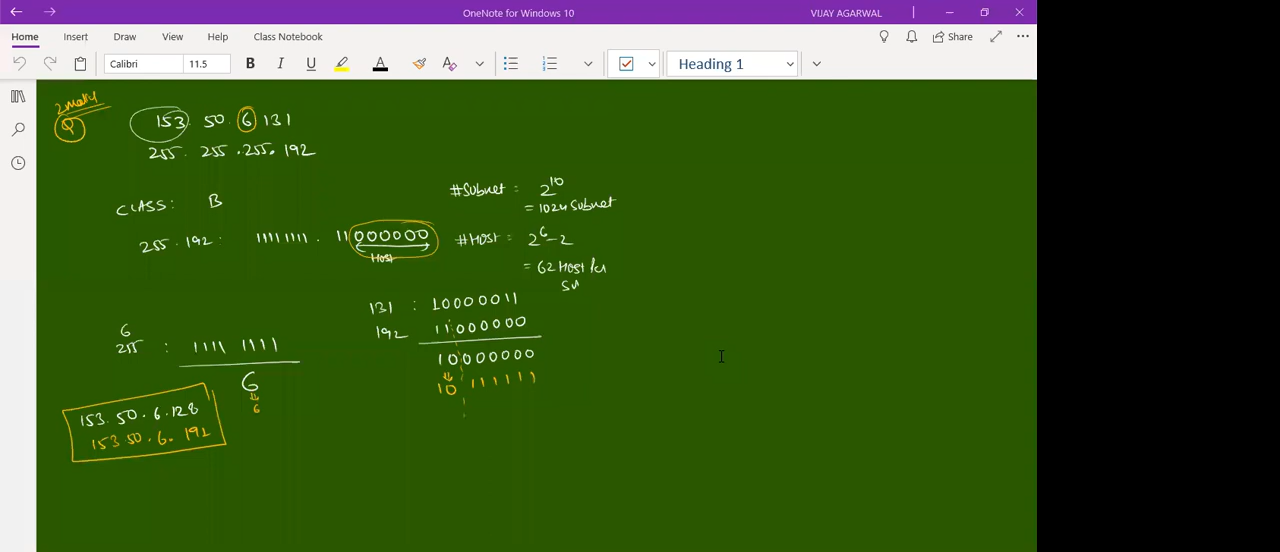 OneNote for Windows 10
VIJAY AGARWAL
Home Insert Draw View Help Class Notebook
Share
Calibri 11.5 B I U A A Heading 1
Q
153. 50. 6 131
255. 255. 255. 192
CLASS: B
#Subnet = 2^10
= 1024 Subnet
255. 192. 11111111. 11000000
Host
#Host = 2^6-2
= 62 Host
131 : 10000011
192 11000000
10000000
10 111111
6
255 : 1111 1111
6
6
153. 50. 6. 128
153 50. 6. 192